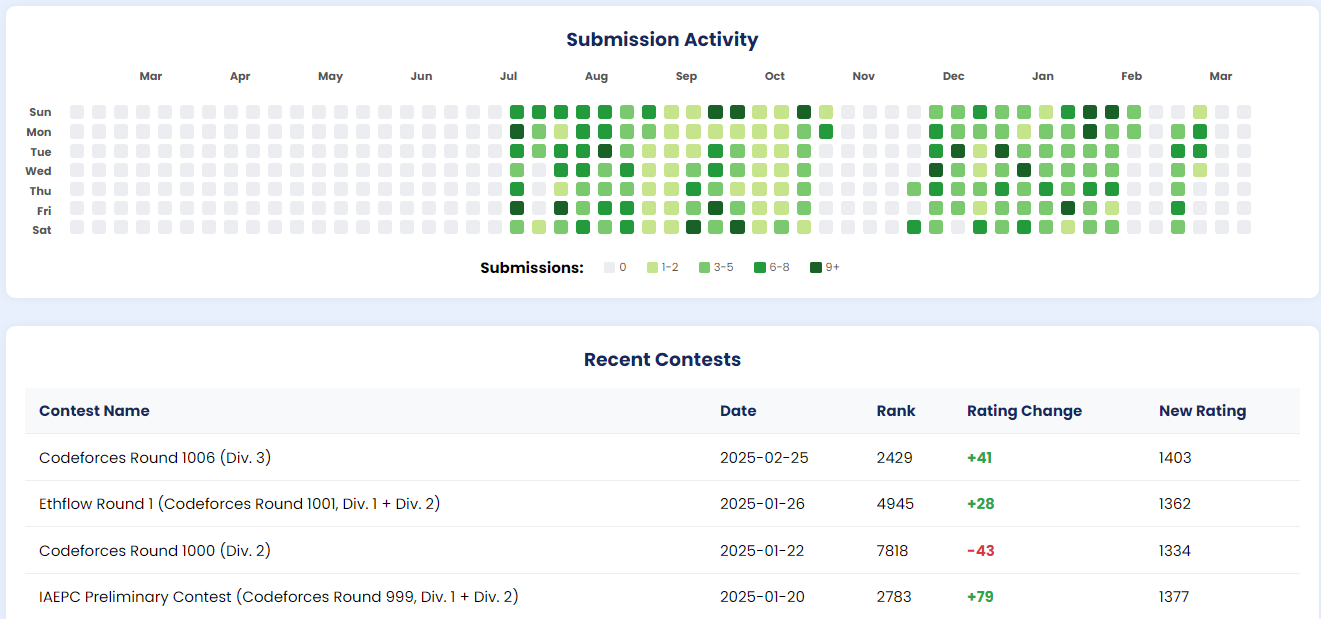 Submission Activity
Mar Apr May Jun Jul Aug Sep Oct Nov Dec Jan Feb Mar
Sun
Mon
Tue
Wed
Thu
Fri
Sat
Submissions: 0 1-2 3-5 6-8 9+
Recent Contests
Contest Name Date Rank Rating Change New Rating
Codeforces Round 1006 (Div. 3) 2025-02-25 2429 +41 1403
Ethflow Round 1 (Codeforces Round 1001, Div. 1 + Div. 2) 2025-01-26 4945 +28 1362
Codeforces Round 1000 (Div. 2) 2025-01-22 7818 -43 1334
IAEPC Preliminary Contest (Codeforces Round 999, Div. 1 + Div. 2) 2025-01-20 2783 +79 1377